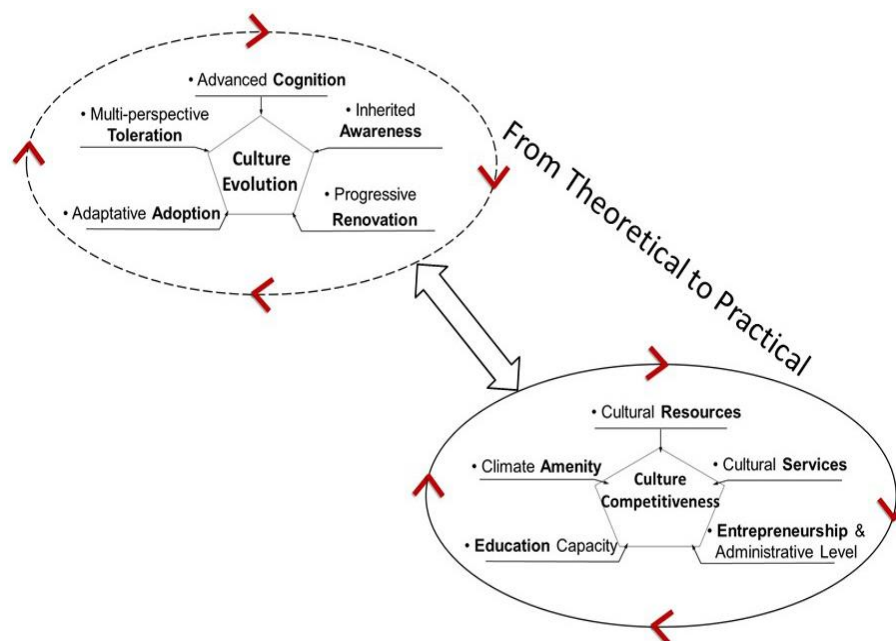 • Advanced Cognition
• Multi-perspective
Toleration
• Inherited
Awareness
Culture
Evolution
• Adaptative Adoption
• Progressive
Renovation
From Theoretical to Practical
• Cultural Resources
• Climate Amenity
• Cultural Services
Culture
Competitiveness
• Education Capacity
• Entrepreneurship &
Administrative Level